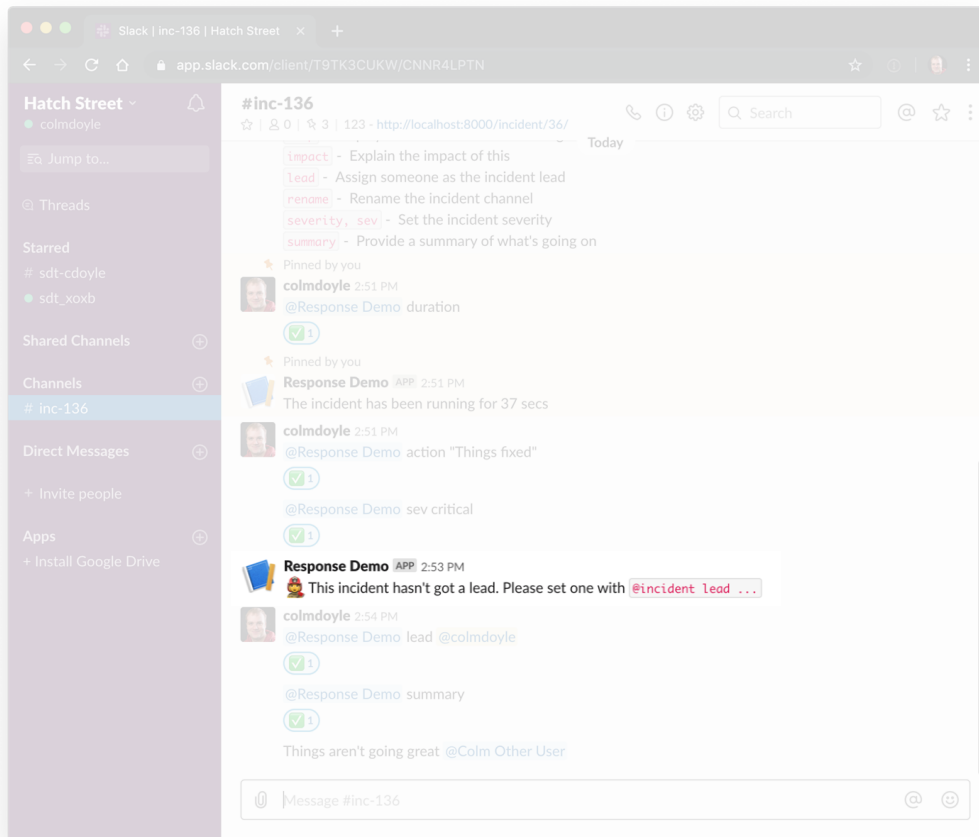 Slack | inc-136 | Hatch Street
app.slack.com/client/T9TK3CUKW/CNNR4LPTN
Hatch Street
colmdoyle
Jump to...
Threads
Starred
# sdt-cdoyle
sdt_xoxb
Shared Channels
Channels
# inc-136
Direct Messages
+ Invite people
Apps
+ Install Google Drive
#inc-136
0 | 3 | 123 - http://localhost:8000/incident/36/
Search
Today
impact - Explain the impact of this
lead - Assign someone as the incident lead
rename - Rename the incident channel
severity, sev - Set the incident severity
summary - Provide a summary of what's going on
Pinned by you
colmdoyle 2:51 PM
@Response Demo duration
1
Pinned by you
Response Demo APP 2:51 PM
The incident has been running for 37 secs
colmdoyle 2:51 PM
@Response Demo action "Things fixed"
1
@Response Demo sev critical
1
Response Demo APP 2:53 PM
This incident hasn't got a lead. Please set one with @incident lead ...
colmdoyle 2:54 PM
@Response Demo lead @colmdoyle
1
@Response Demo summary
1
Things aren't going great @Colm Other User
Message #inc-136